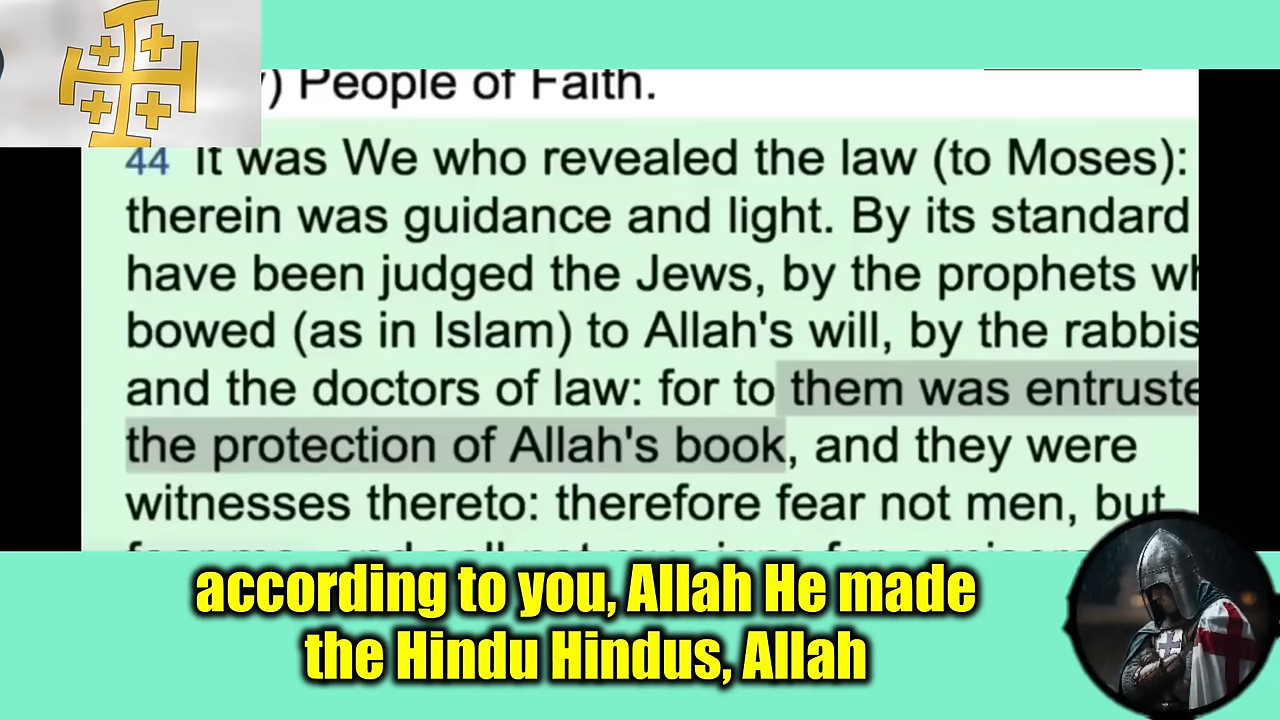 ) People of Faith.
44 It was We who revealed the law (to Moses):
therein was guidance and light. By its standard
have been judged the Jews, by the prophets wh
bowed (as in Islam) to Allah's will, by the rabbis
and the doctors of law: for to them was entruste
the protection of Allah's book, and they were
witnesses thereto: therefore fear not men, but
according to you, Allah He made
the Hindu Hindus, Allah